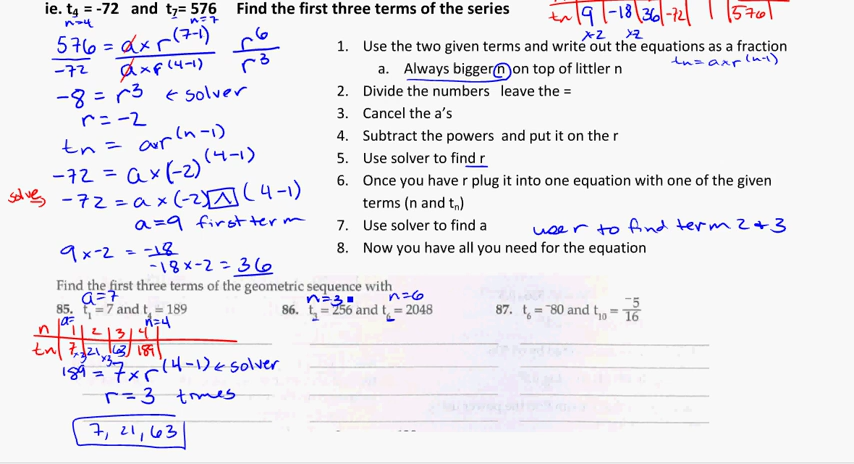 ie. t4 = -72 and t7= 576 Find the first three terms of the series
n=4 n=7
tn 9 -18 36 -72 576
×-2 ×-2
576 = a x r^(7-1) r^6
-72 a x r^(4-1) r^3
-8 = r^3 ← solver
r = -2
tn = axr^(n-1)
-72 = a x (-2)^(4-1)
solver -72 = a x (-2) ^ (4-1)
a = 9 first term
9 x -2 = -18
-18 x -2 = 36
1. Use the two given terms and write out the equations as a fraction
a. Always bigger n on top of littler n tn = a x r^(n-1)
2. Divide the numbers leave the =
3. Cancel the a's
4. Subtract the powers and put it on the r
5. Use solver to find r
6. Once you have r plug it into one equation with one of the given
terms (n and tn)
7. Use solver to find a use r to find term 2 + 3
8. Now you have all you need for the equation
Find the first three terms of the geometric sequence with
a=7 n=3 n=6
85. t1 = 7 and t4 = 189 86. t3 = 256 and t6 = 2048 87. t6 = -80 and t10 = -5/16
a= n=4
n 1 2 3 4
tn 7 21 63 189
×3 ×3
189 = 7 x r^(4-1) ← solver
r = 3 times
7, 21, 63